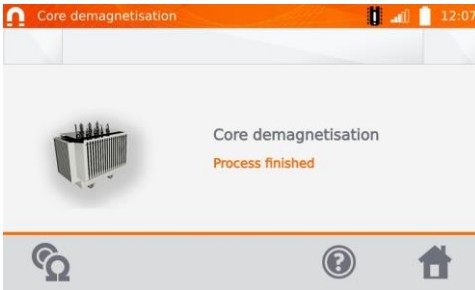 Core demagnetisation
12:07
Core demagnetisation
Process finished